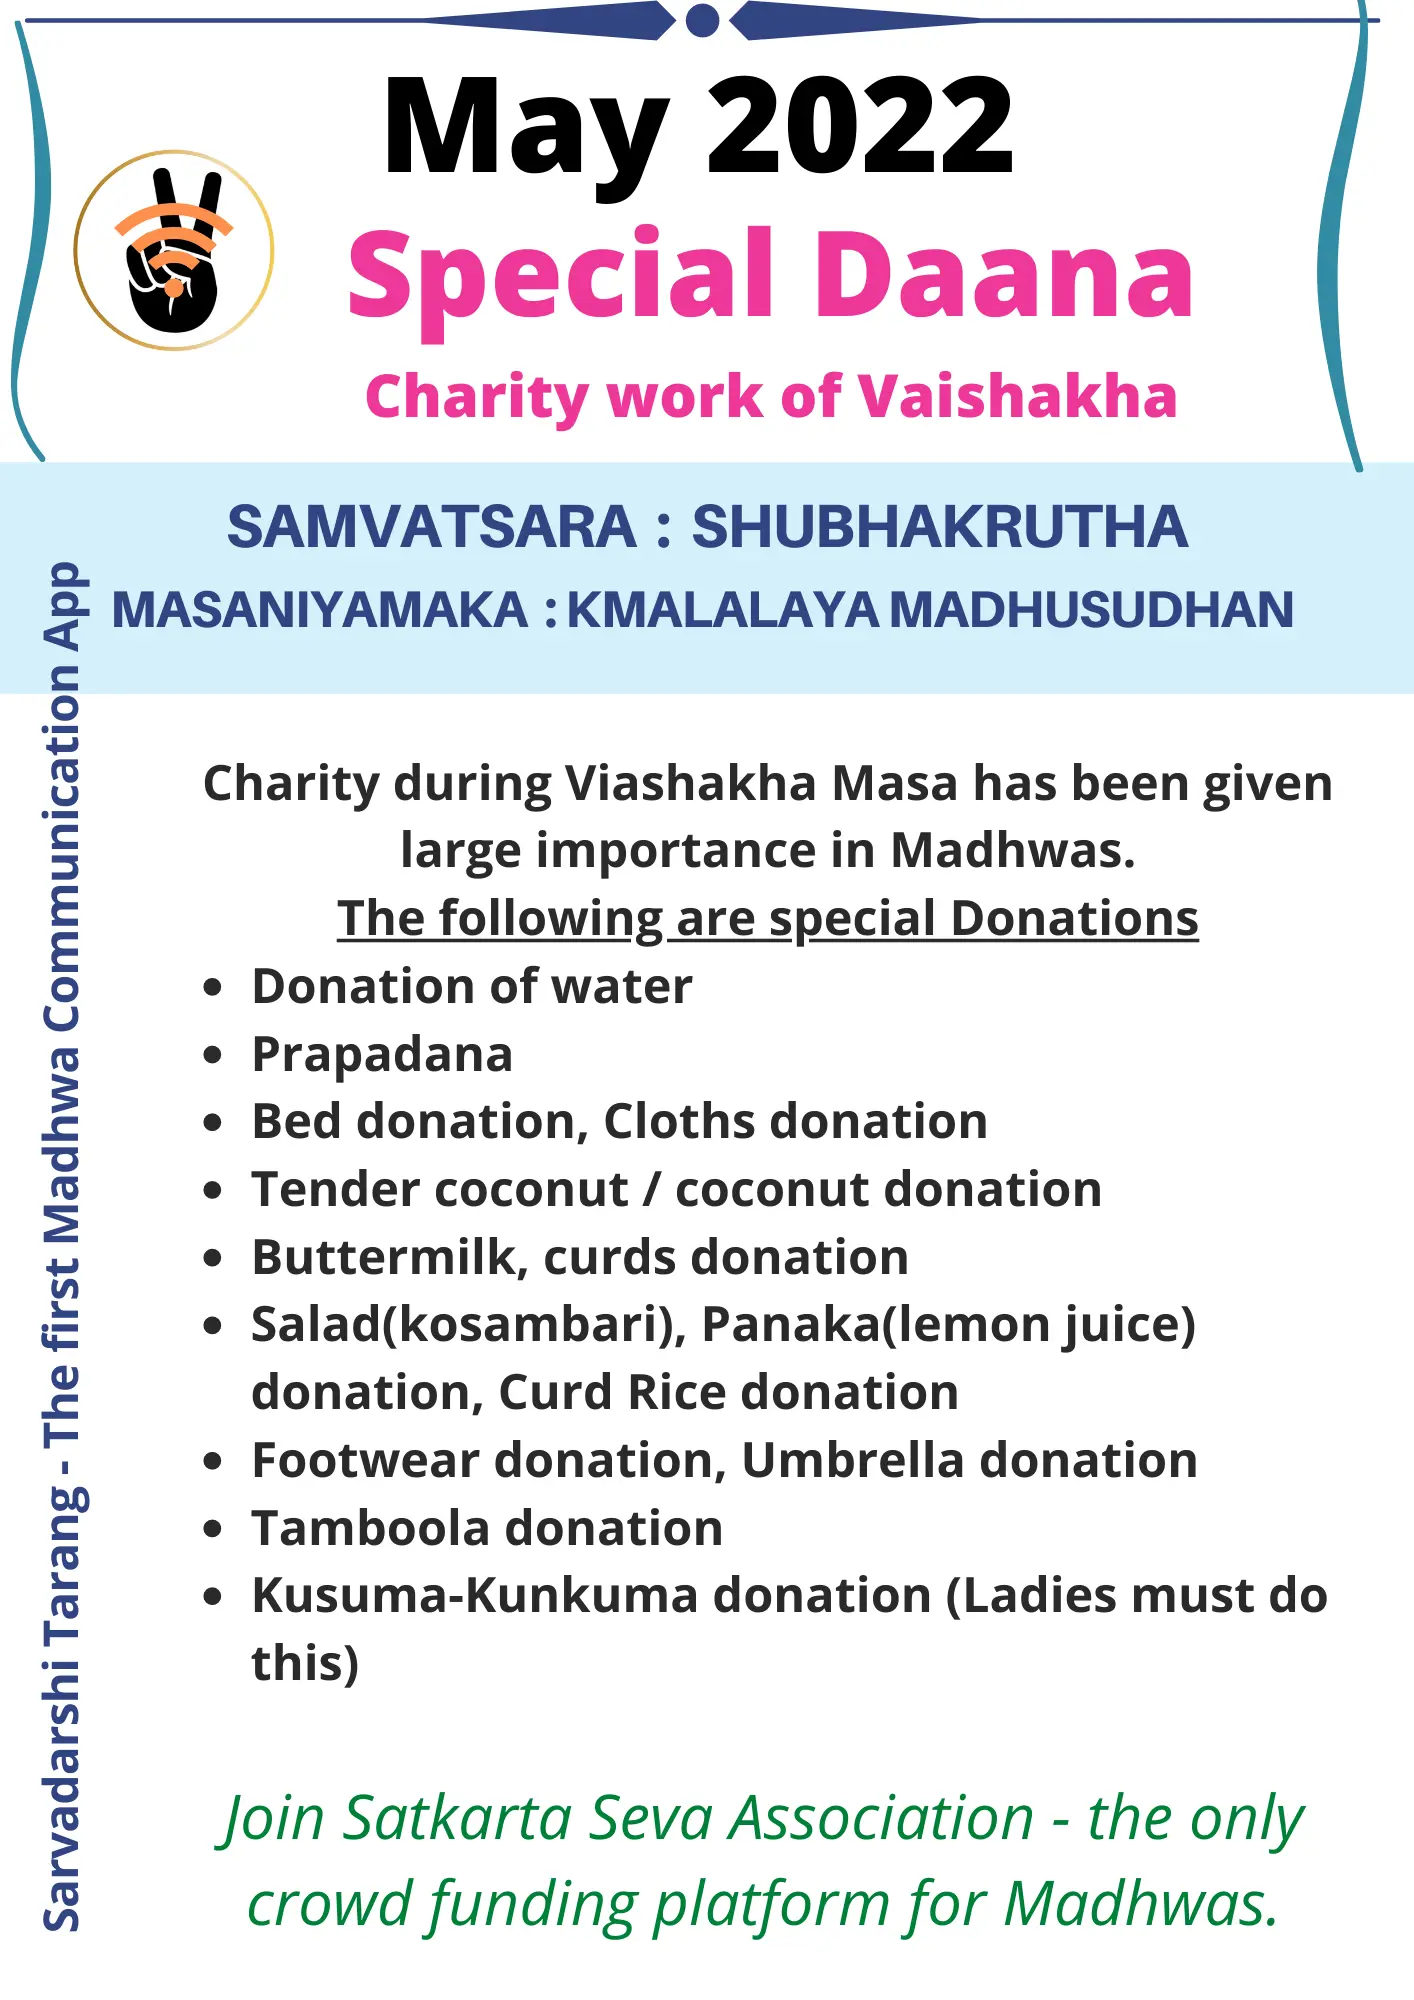 May 2022
Special Daana
Charity work of Vaishakha
SAMVATSARA : SHUBHAKRUTHA
MASANIYAMAKA : KMALALAYA MADHUSUDHAN
Sarvadarshi Tarang - The first Madhwa Communication App
Charity during Viashakha Masa has been given
large importance in Madhwas.
The following are special Donations
• Donation of water
• Prapadana
• Bed donation, Cloths donation
• Tender coconut / coconut donation
• Buttermilk, curds donation
• Salad(kosambari), Panaka(lemon juice)
donation, Curd Rice donation
• Footwear donation, Umbrella donation
• Tamboola donation
• Kusuma-Kunkuma donation (Ladies must do
this)
Join Satkarta Seva Association - the only
crowd funding platform for Madhwas.